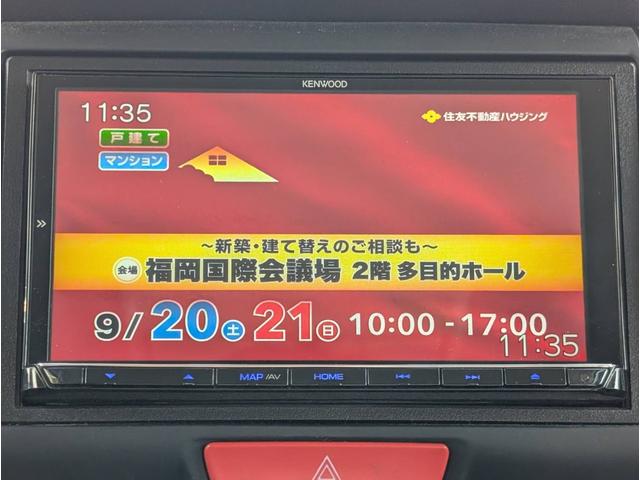 KENWOOD
11:35
住友不動産ハウジング
戸建て
マンション
～新築・建て替えのご相談も～
会場 福岡国際会議場 2階 多目的ホール
9/20土21日 10:00-17:00
11:35
MAP/AV HOME